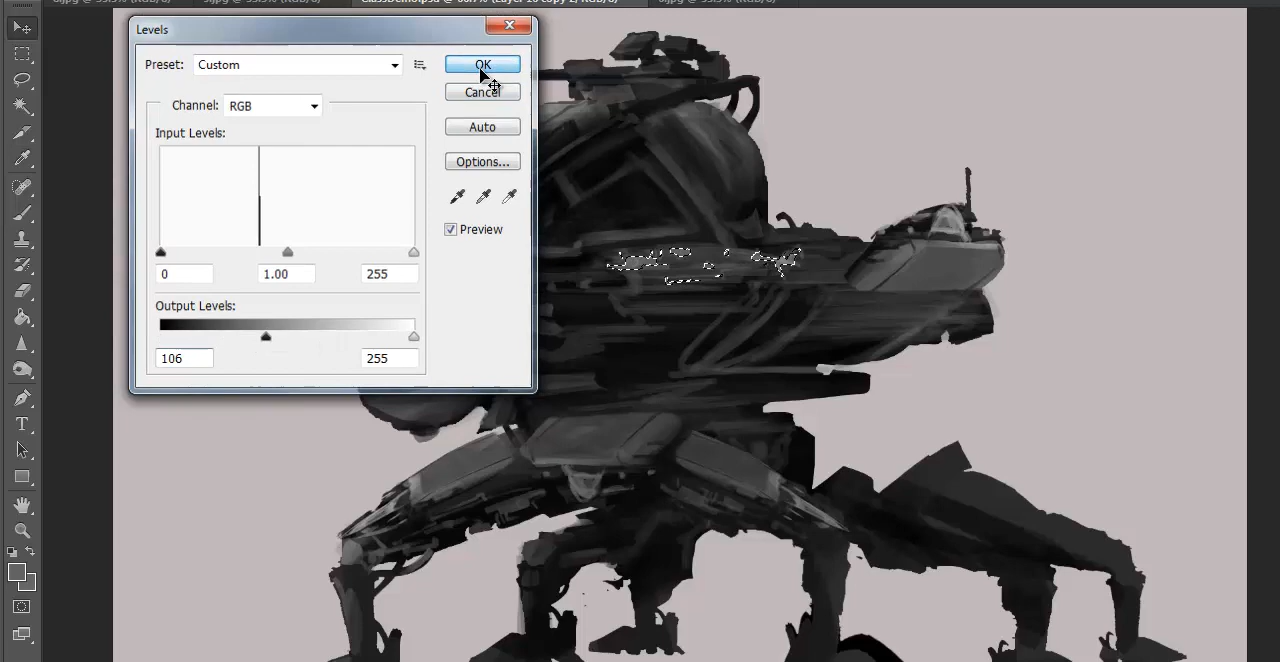 Levels
Preset: Custom
OK
Channel: RGB
Cancel
Input Levels:
Auto
Options...
Preview
0 1.00 255
Output Levels:
106 255
T